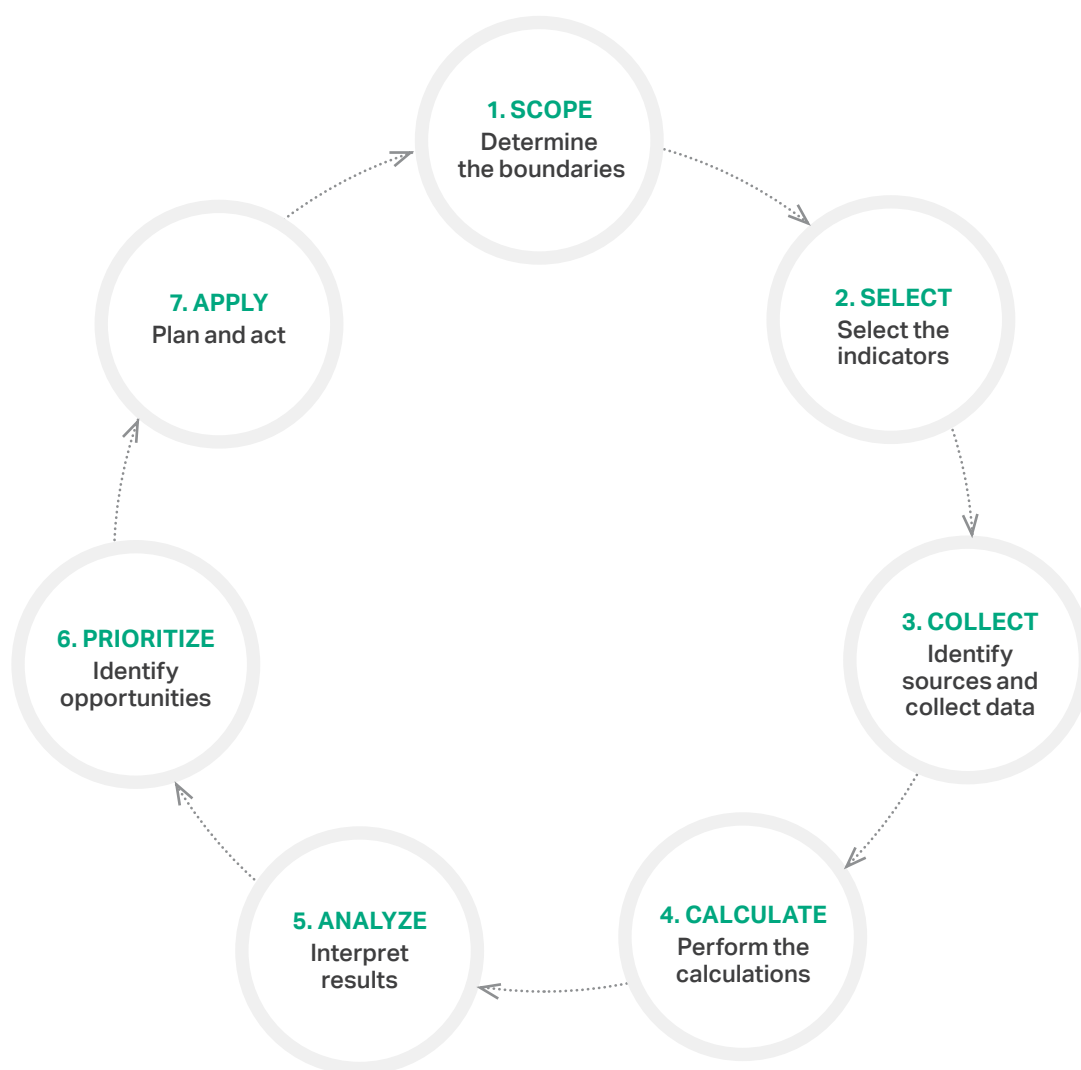 1. SCOPE
Determine
the boundaries
2. SELECT
Select the
indicators
3. COLLECT
Identify
sources and
collect data
4. CALCULATE
Perform the
calculations
5. ANALYZE
Interpret
results
6. PRIORITIZE
Identify
opportunities
7. APPLY
Plan and act